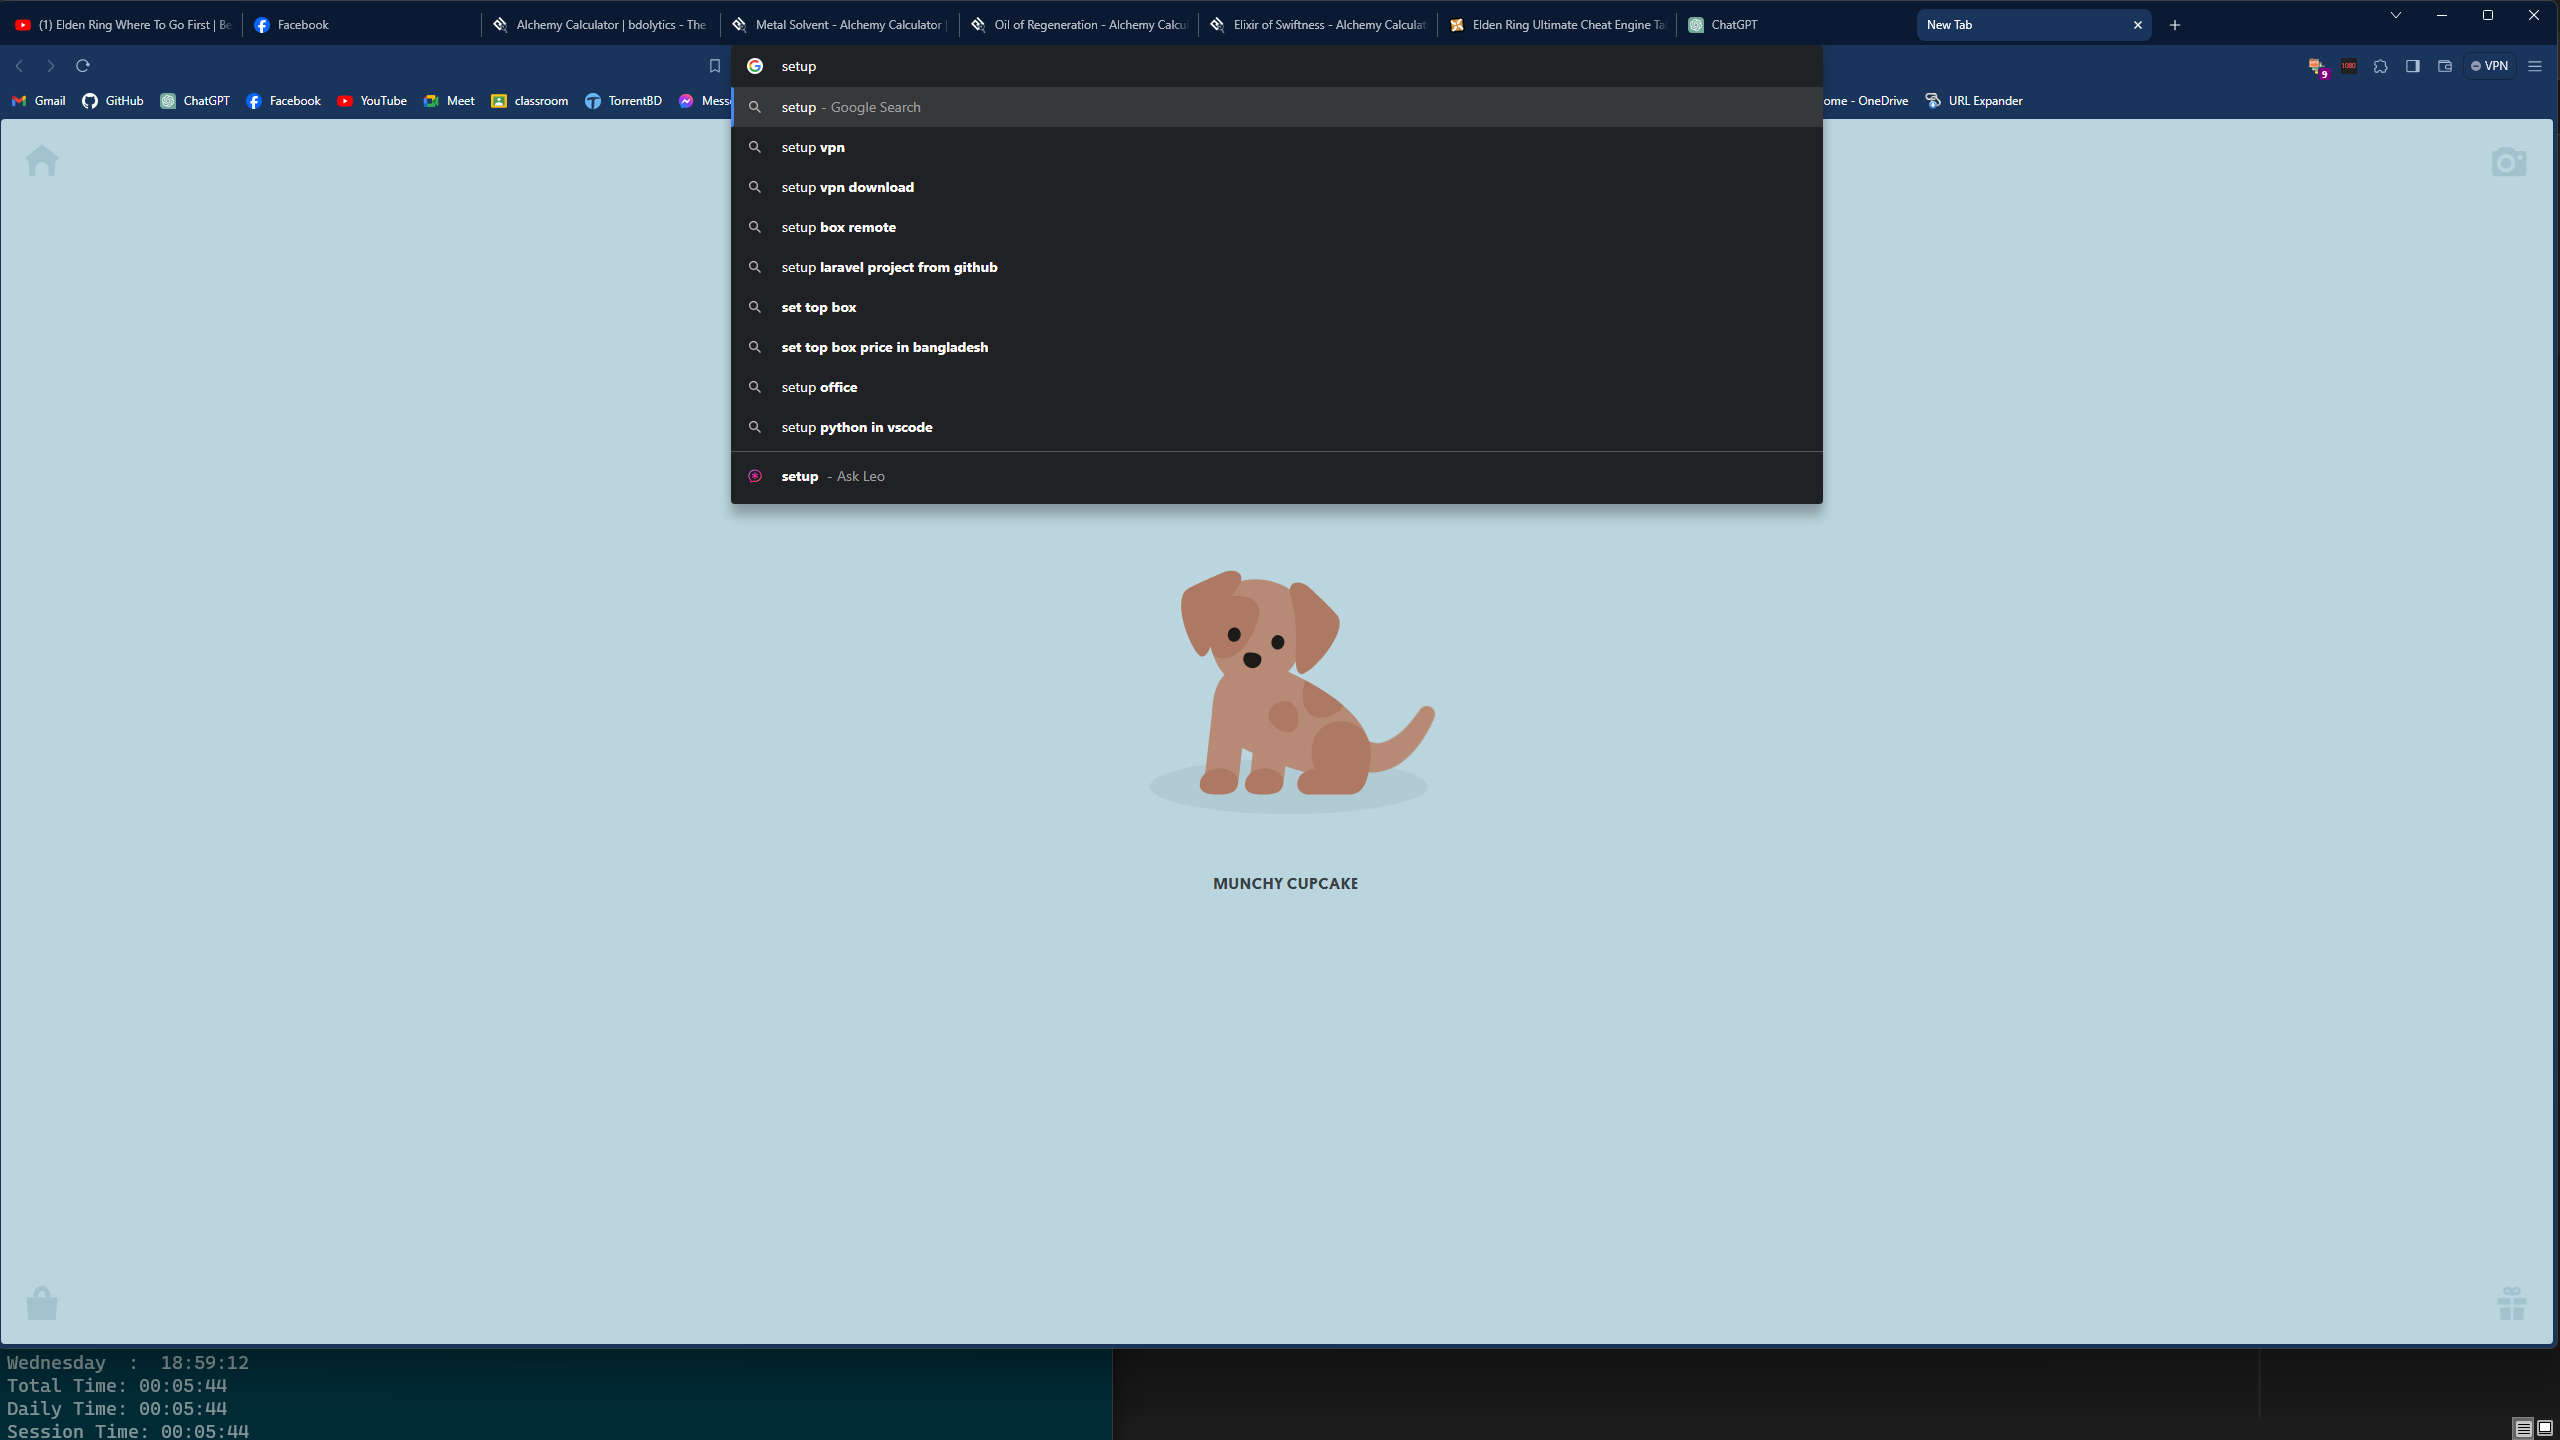 (1) Elden Ring Where To Go First | Be
Facebook
Alchemy Calculator | bdolytics - The
Metal Solvent - Alchemy Calculator |
Oil of Regeneration - Alchemy Calcu
Elixir of Swiftness - Alchemy Calculat
Elden Ring Ultimate Cheat Engine Ta
ChatGPT
New Tab
setup
9
1080
VPN
Gmail
GitHub
ChatGPT
Facebook
YouTube
Meet
classroom
TorrentBD
Mess
ome - OneDrive
URL Expander
setup - Google Search
setup vpn
setup vpn download
setup box remote
setup laravel project from github
set top box
set top box price in bangladesh
setup office
setup python in vscode
setup - Ask Leo
MUNCHY CUPCAKE
Wednesday : 18:59:12
Total Time: 00:05:44
Daily Time: 00:05:44
Session Time: 00:05:44